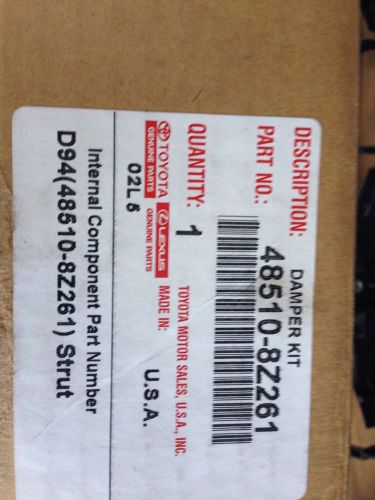 DESCRIPTION: DAMPER KIT
PART NO.: 48510-8Z261
QUANTITY: 1
TOYOTA LEXUS TOYOTA MOTOR SALES, U.S.A., INC.
GENUINE PARTS GENUINE PARTS MADE IN: U.S.A.
02L5
Internal Component Part Number
D94(48510-8Z261) Strut